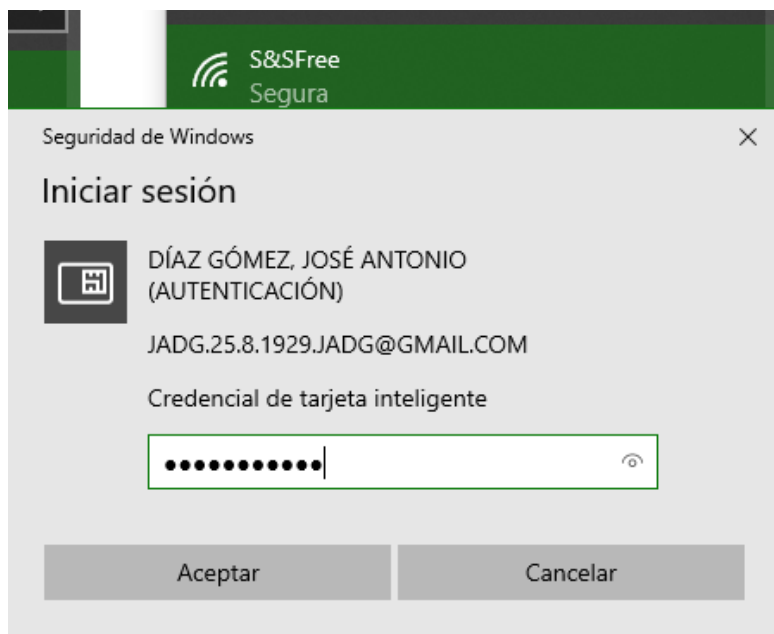 S&SFree
Segura
Seguridad de Windows
Iniciar sesión
DÍAZ GÓMEZ, JOSÉ ANTONIO
(AUTENTICACIÓN)
JADG.25.8.1929.JADG@GMAIL.COM
Credencial de tarjeta inteligente
●●●●●●●●●●●
Aceptar
Cancelar